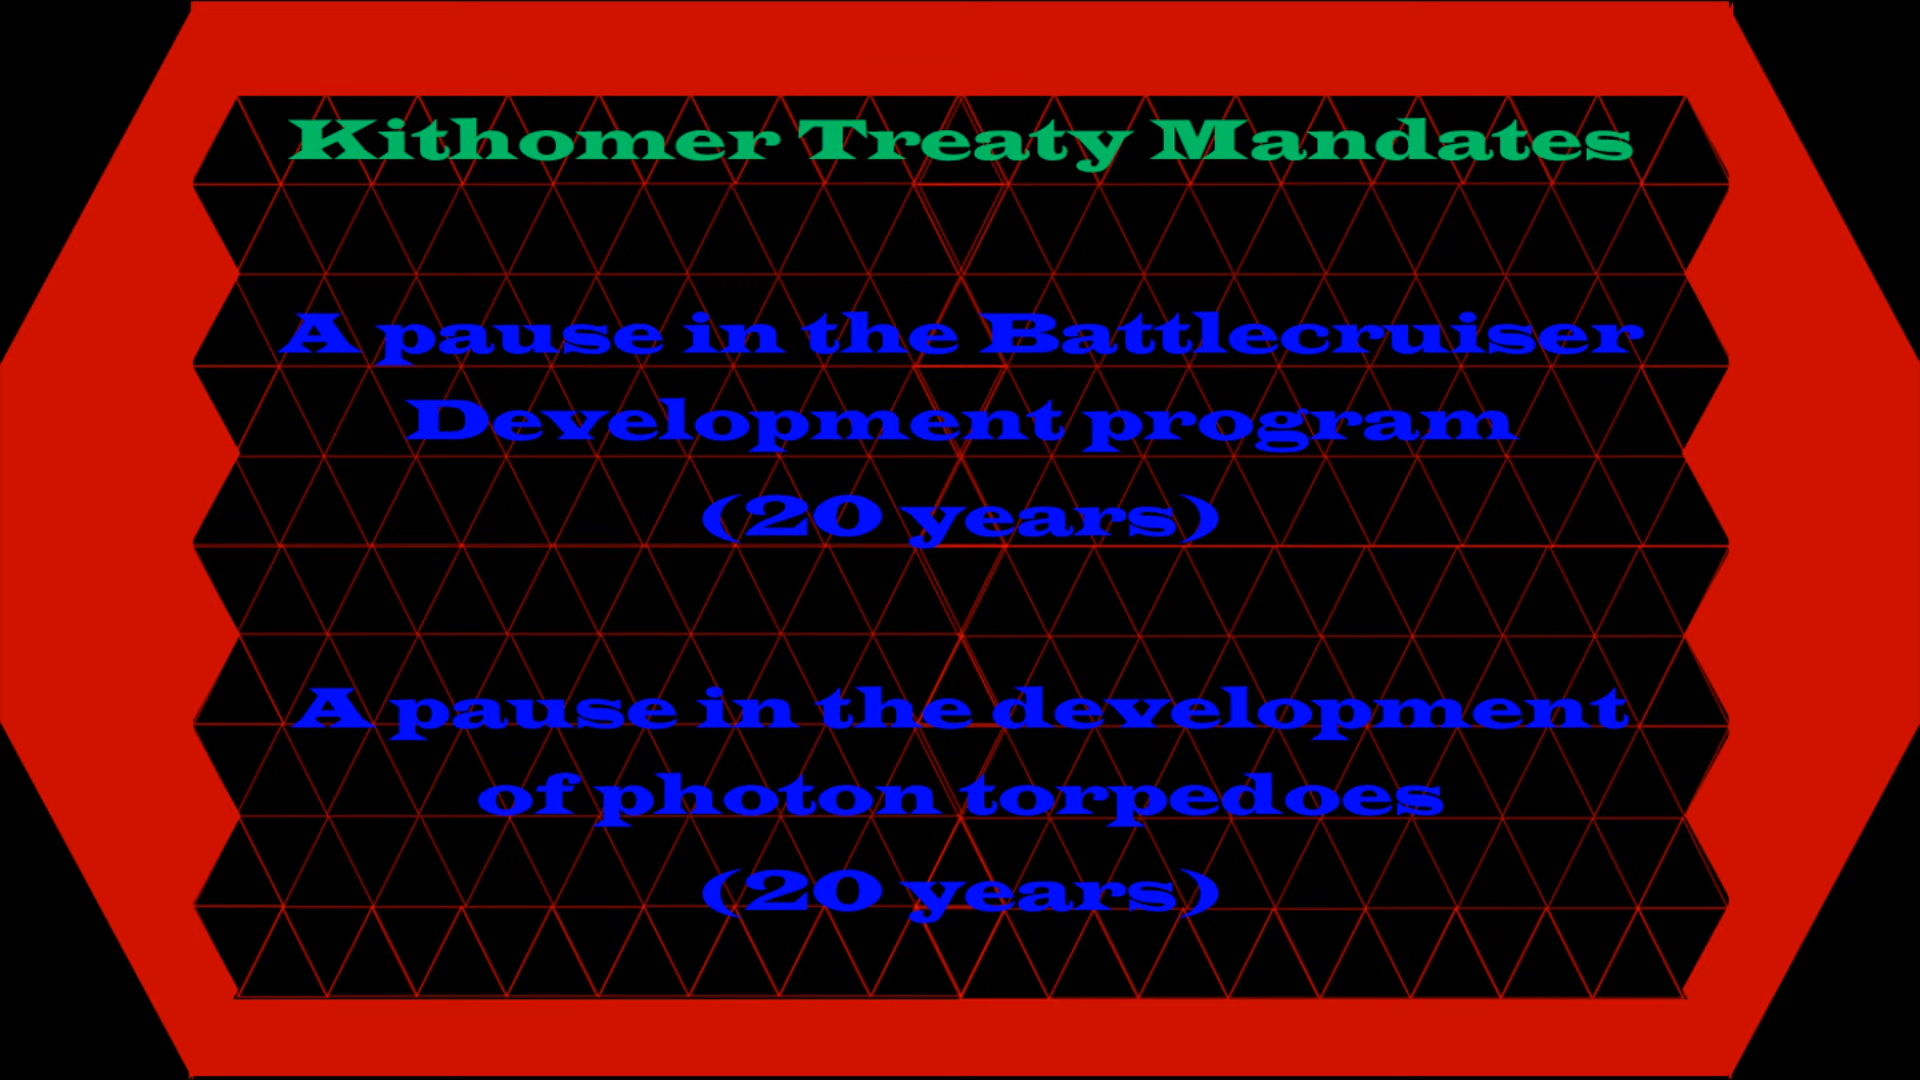 Kithomer Treaty Mandates
A pause in the Battlecruiser
Development program
(20 years)
A pause in the development
of photon torpedoes
(20 years)